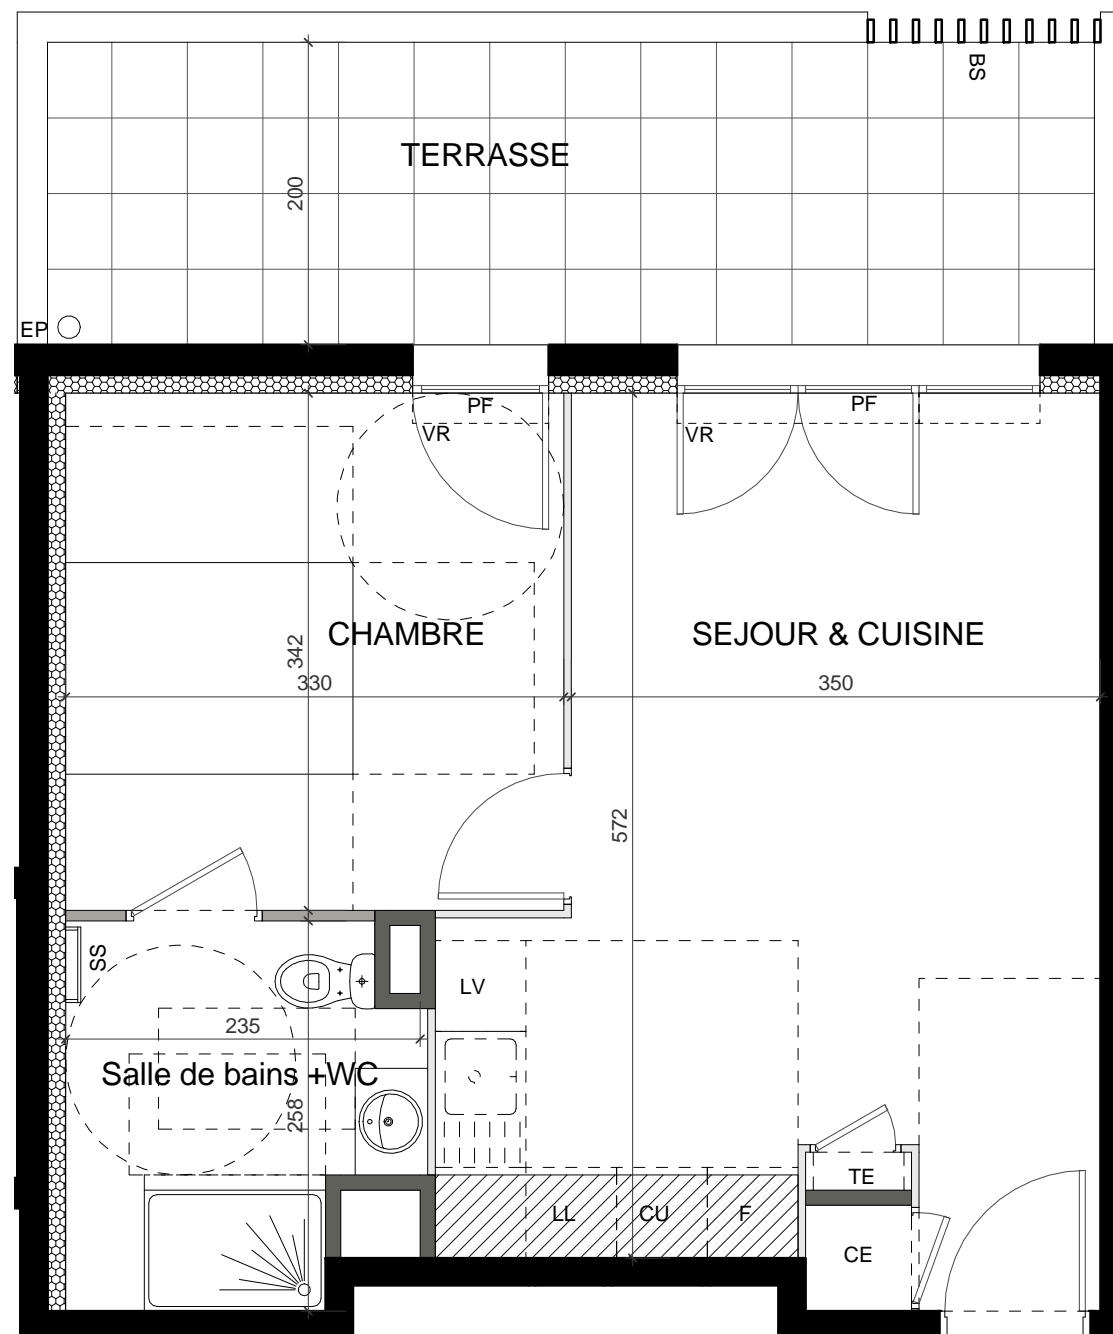 BS
TERRASSE
200
EP
PF
VR
PF
VR
CHAMBRE
SEJOUR & CUISINE
342
330
350
572
SS
LV
235
Salle de bains +WC
258
TE
LL
CU
F
CE